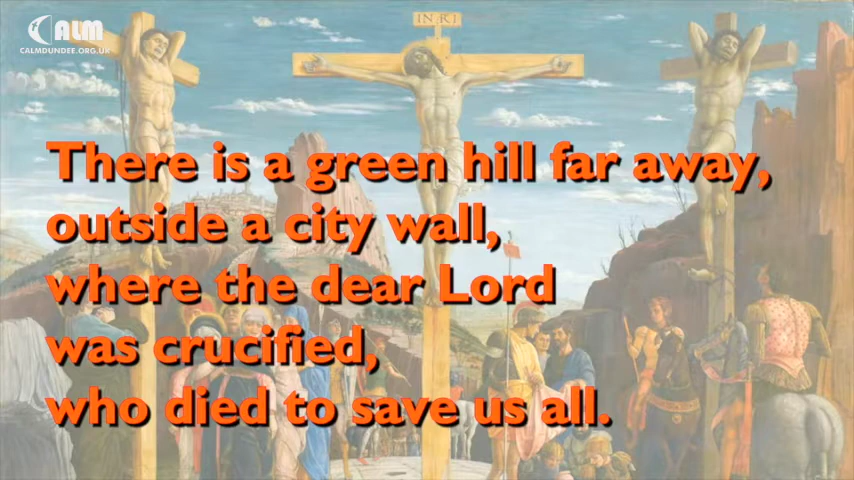 CALM
CALMDUNDEE.ORG.UK
INRI
There is a green hill far away,
outside a city wall,
where the dear Lord
was crucified,
who died to save us all.